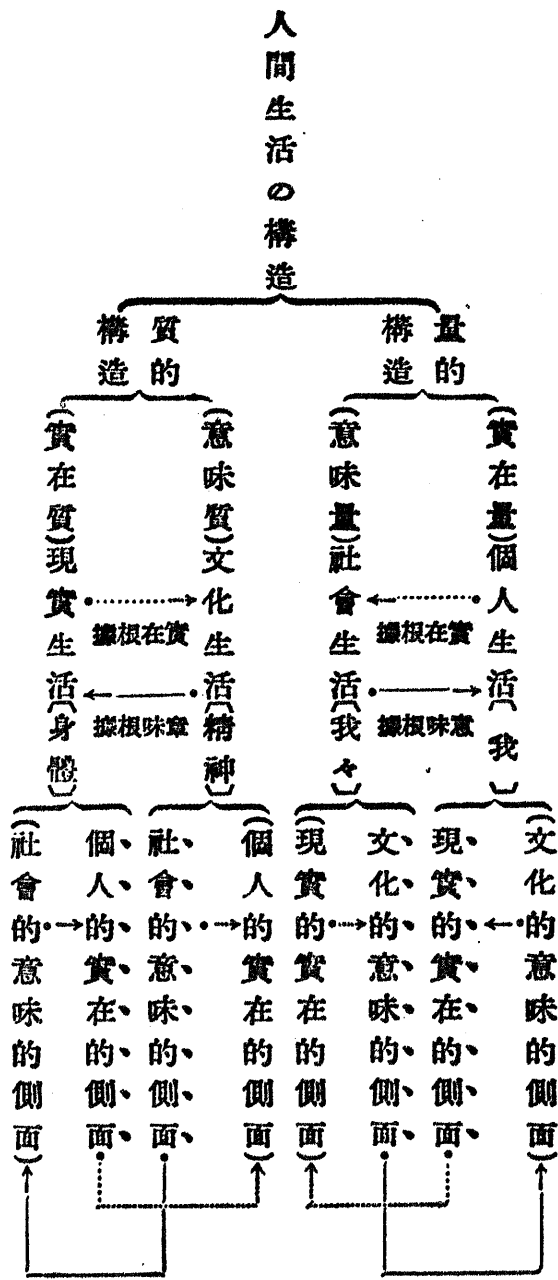 人間生活の構造
量的
構造
質的
構造
(實在量)個人生活〔我〕
實在根據
意味根據
(意味量)社會生活〔我々〕
(意味質)文化生活〔精神〕
實在根據
意味根據
(實在質)現實生活〔身體〕
(文化的意味的側面)
現實的實在的側面
文化的意味的側面
(現實的實在的側面)
(個人的實在的側面)
社會的意味的側面
個人的實在的側面
(社會的意味的側面)